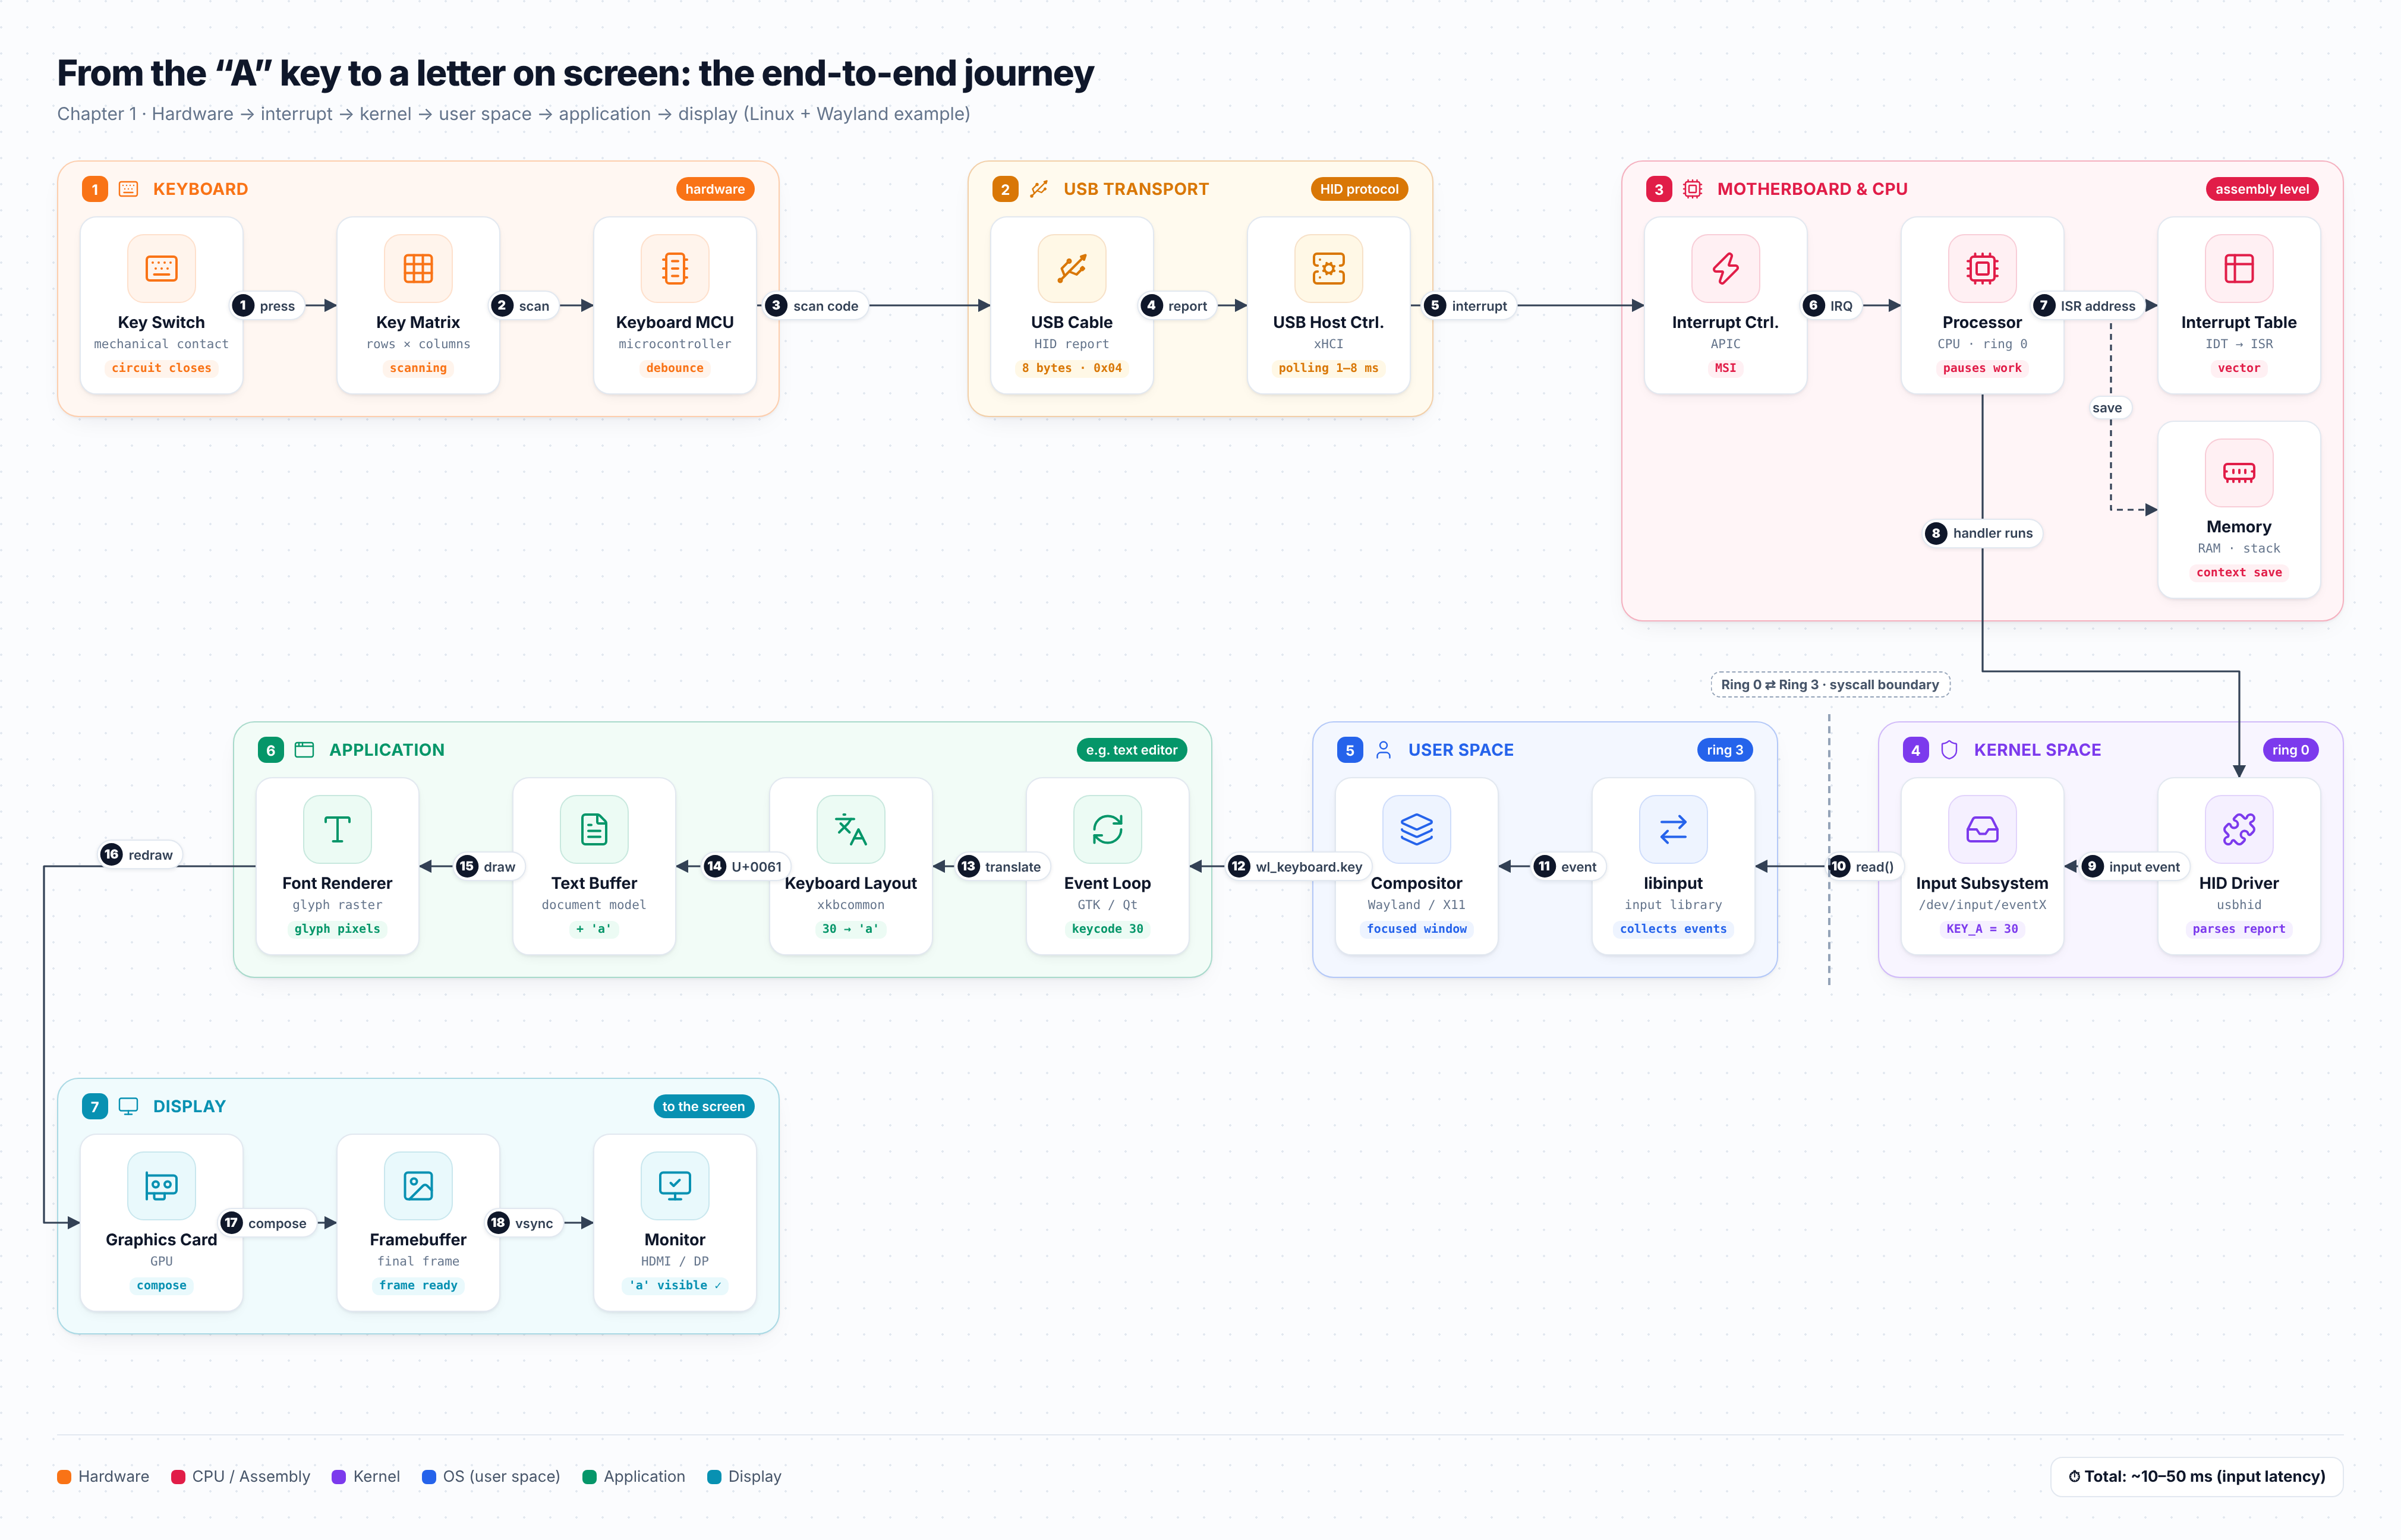 From the “A” key to a letter on screen: the end-to-end journey
Chapter 1 · Hardware → interrupt → kernel → user space → application → display (Linux + Wayland example)
1 KEYBOARD hardware
Key Switch
mechanical contact
circuit closes
1 press
Key Matrix
rows × columns
scanning
2 scan
Keyboard MCU
microcontroller
debounce
3 scan code
2 USB TRANSPORT HID protocol
USB Cable
HID report
8 bytes · 0x04
4 report
USB Host Ctrl.
xHCI
polling 1–8 ms
5 interrupt
3 MOTHERBOARD & CPU assembly level
Interrupt Ctrl.
APIC
MSI
6 IRQ
Processor
CPU · ring 0
pauses work
7 ISR address
Interrupt Table
IDT → ISR
vector
save
Memory
RAM · stack
context save
8 handler runs
Ring 0 ⇄ Ring 3 · syscall boundary
6 APPLICATION e.g. text editor
16 redraw
Font Renderer
glyph raster
glyph pixels
15 draw
Text Buffer
document model
+ 'a'
14 U+0061
Keyboard Layout
xkbcommon
30 → 'a'
13 translate
Event Loop
GTK / Qt
keycode 30
12 wl_keyboard.key
5 USER SPACE ring 3
Compositor
Wayland / X11
focused window
11 event
libinput
input library
collects events
10 read()
4 KERNEL SPACE ring 0
Input Subsystem
/dev/input/eventX
KEY_A = 30
9 input event
HID Driver
usbhid
parses report
7 DISPLAY to the screen
Graphics Card
GPU
compose
17 compose
Framebuffer
final frame
frame ready
18 vsync
Monitor
HDMI / DP
'a' visible ✓
Hardware CPU / Assembly Kernel OS (user space) Application Display
⏱ Total: ~10–50 ms (input latency)